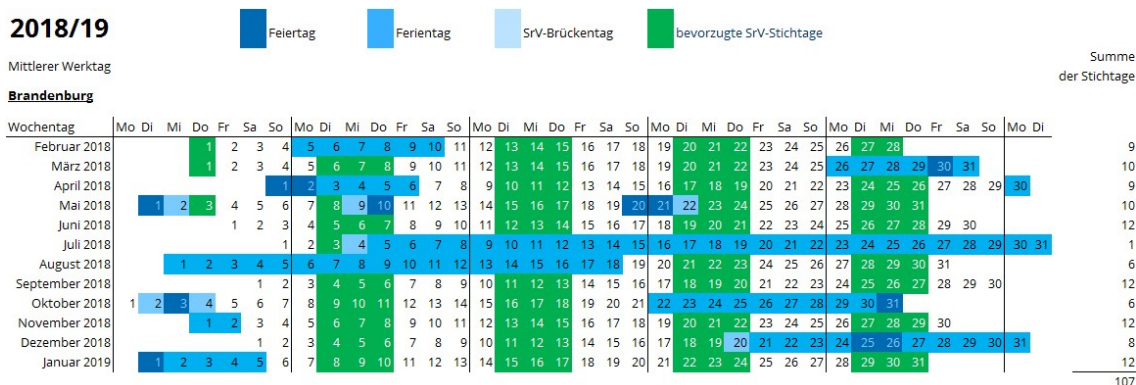 2018/19 Feiertag Ferientag SrV-Brückentag bevorzugte SrV-Stichtage
Summe
Mittlerer Werktag
der Stichtage
Brandenburg
Wochentag Mo Di Mi Do Fr Sa So Mo Di Mi Do Fr Sa So Mo Di Mi Do Fr Sa So Mo Di Mi Do Fr Sa So Mo Di Mi Do Fr Sa So Mo Di
Februar 2018 1 2 3 4 5 6 7 8 9 10 11 12 13 14 15 16 17 18 19 20 21 22 23 24 25 26 27 28 9
März 2018 1 2 3 4 5 6 7 8 9 10 11 12 13 14 15 16 17 18 19 20 21 22 23 24 25 26 27 28 29 30 31 10
April 2018 1 2 3 4 5 6 7 8 9 10 11 12 13 14 15 16 17 18 19 20 21 22 23 24 25 26 27 28 29 30 9
Mai 2018 1 2 3 4 5 6 7 8 9 10 11 12 13 14 15 16 17 18 19 20 21 22 23 24 25 26 27 28 29 30 31 10
Juni 2018 1 2 3 4 5 6 7 8 9 10 11 12 13 14 15 16 17 18 19 20 21 22 23 24 25 26 27 28 29 30 12
Juli 2018 1 2 3 4 5 6 7 8 9 10 11 12 13 14 15 16 17 18 19 20 21 22 23 24 25 26 27 28 29 30 31 1
August 2018 1 2 3 4 5 6 7 8 9 10 11 12 13 14 15 16 17 18 19 20 21 22 23 24 25 26 27 28 29 30 31 6
September 2018 1 2 3 4 5 6 7 8 9 10 11 12 13 14 15 16 17 18 19 20 21 22 23 24 25 26 27 28 29 30 12
Oktober 2018 1 2 3 4 5 6 7 8 9 10 11 12 13 14 15 16 17 18 19 20 21 22 23 24 25 26 27 28 29 30 31 6
November 2018 1 2 3 4 5 6 7 8 9 10 11 12 13 14 15 16 17 18 19 20 21 22 23 24 25 26 27 28 29 30 12
Dezember 2018 1 2 3 4 5 6 7 8 9 10 11 12 13 14 15 16 17 18 19 20 21 22 23 24 25 26 27 28 29 30 31 8
Januar 2019 1 2 3 4 5 6 7 8 9 10 11 12 13 14 15 16 17 18 19 20 21 22 23 24 25 26 27 28 29 30 31 12
107